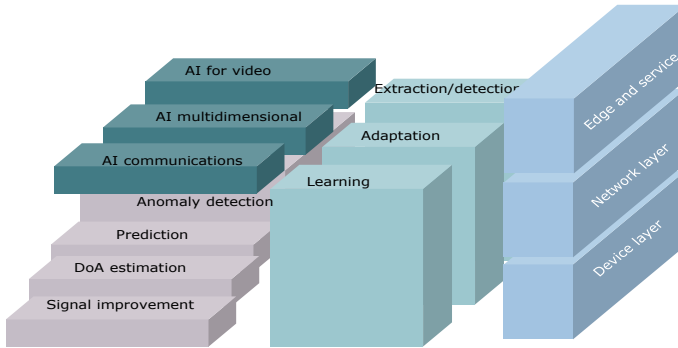 AI for video
AI multidimensional
AI communications
Anomaly detection
Prediction
DoA estimation
Signal improvement
Extraction/detection
Adaptation
Learning
Edge and service
Network layer
Device layer